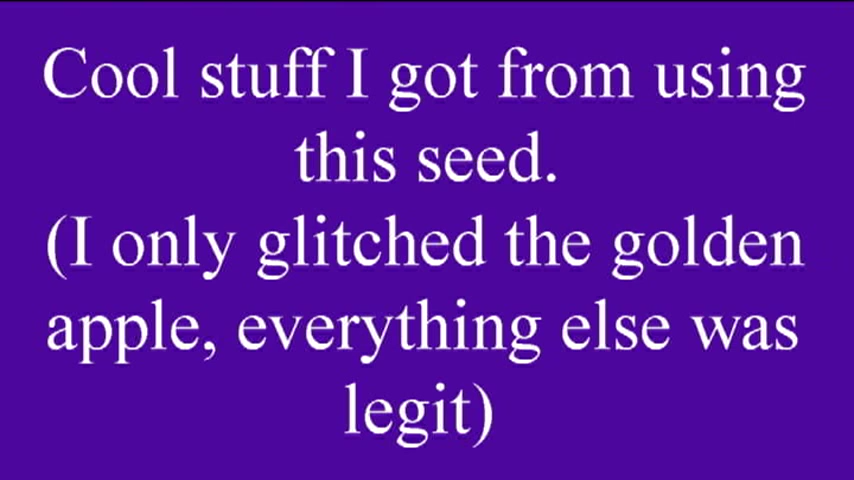 Cool stuff I got from using
this seed.
(I only glitched the golden
apple, everything else was
legit)